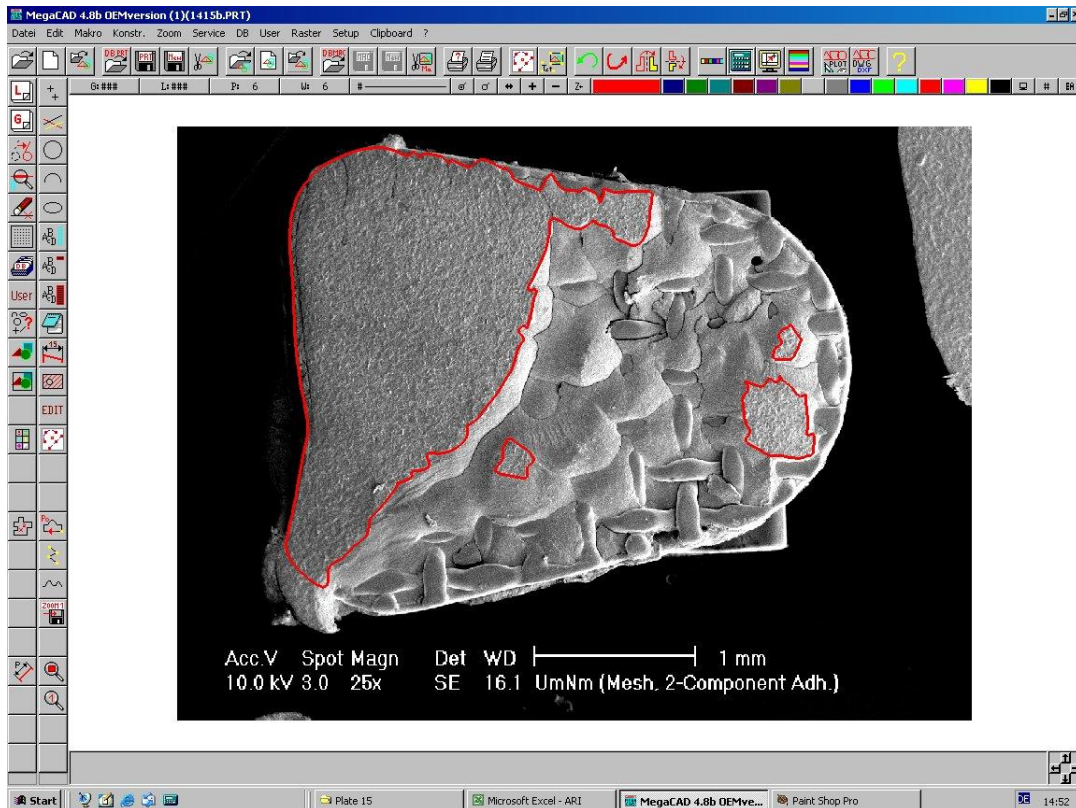 MegaCAD 4.8b OEMversion (1)(1415b.PRT)
Datei Edit Makro Konstr. Zoom Service DB User Raster Setup Clipboard ?
G:### L:### P: 6 W: 6 #
User
EDIT
Acc.V Spot Magn Det WD 1 mm
10.0 kV 3.0 25x SE 16.1 UmNm (Mesh, 2-Component Adh.)
Start Plate 15 Microsoft Excel - ARI MegaCAD 4.8b OEMve... Paint Shop Pro DE 14:52